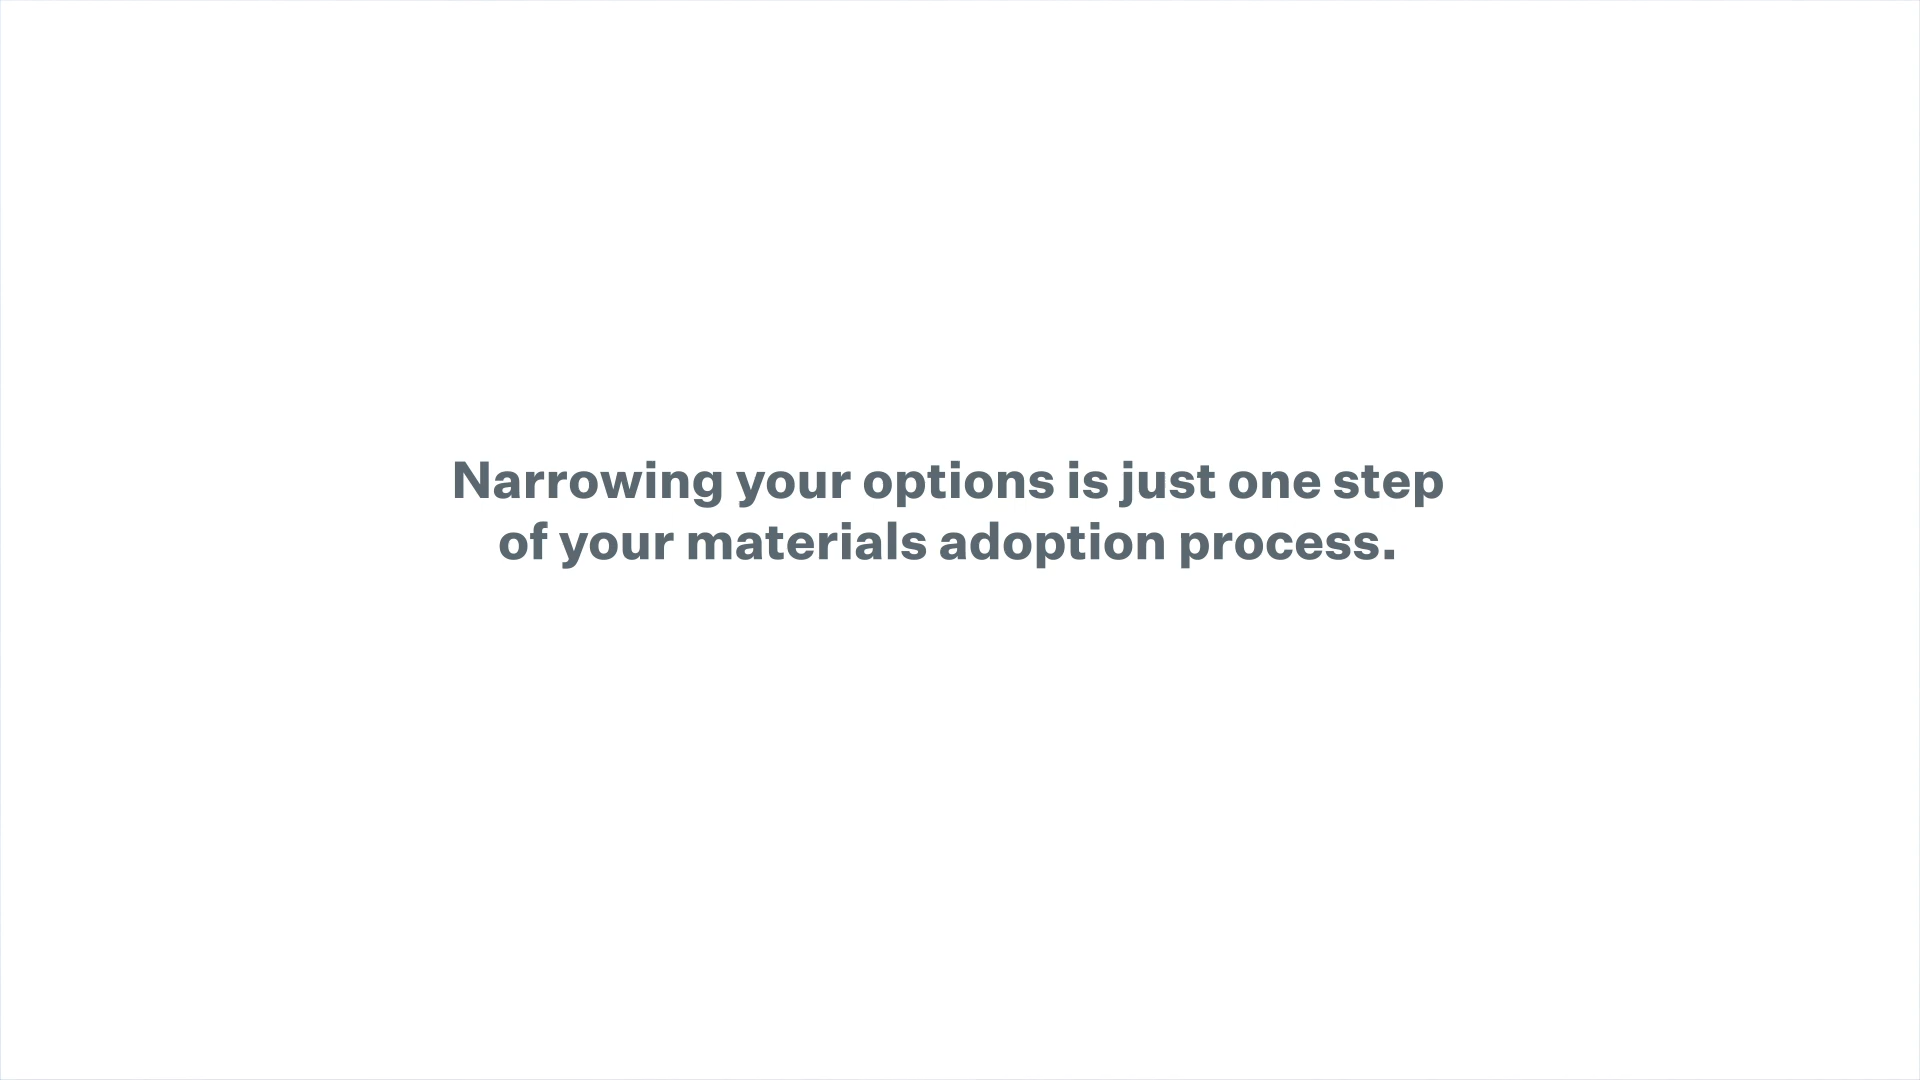 Narrowing your options is just one step
of your materials adoption process.